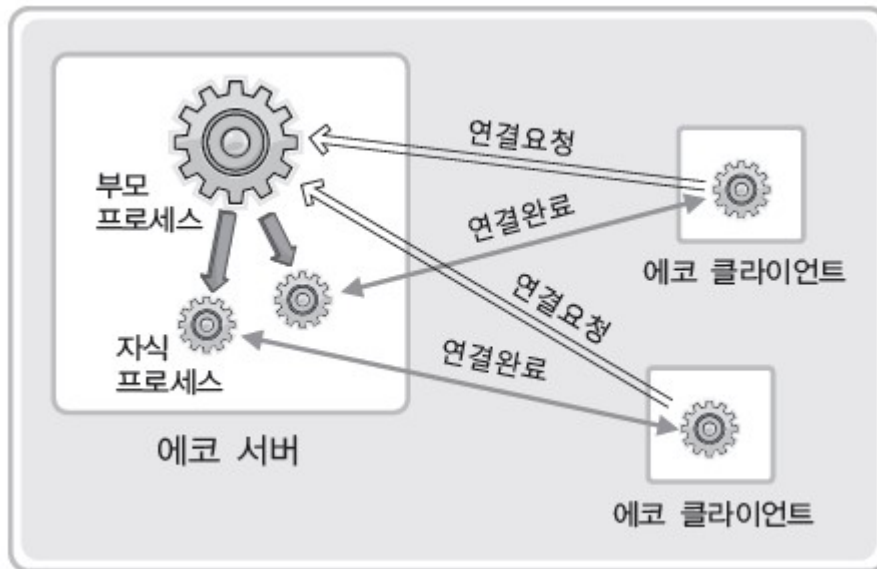 연결요청
부모
프로세스
연결완료
에코 클라이언트
연결요청
자식
프로세스
연결완료
에코 서버
에코 클라이언트